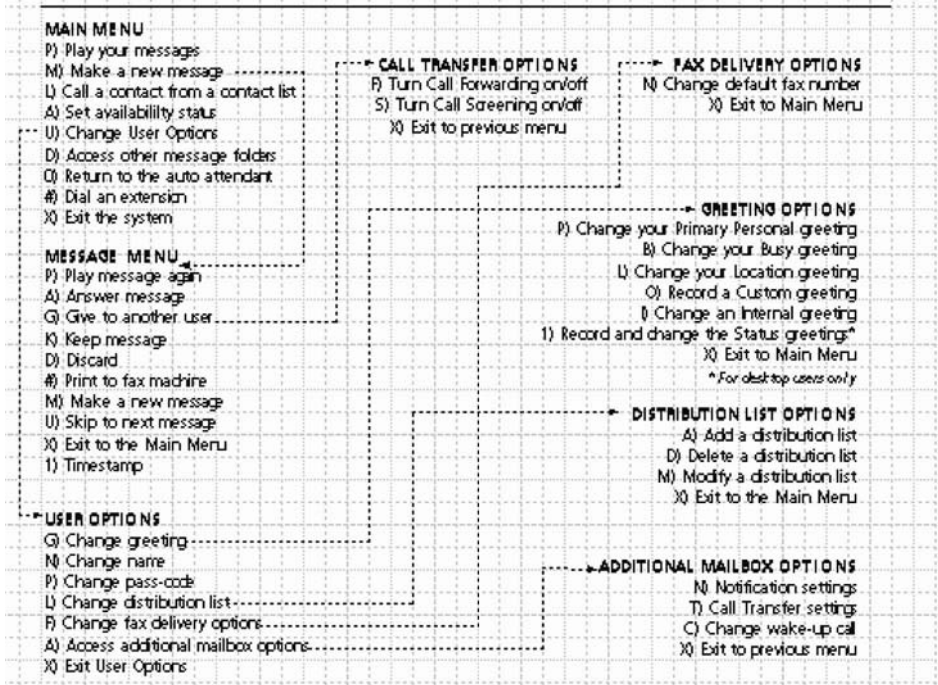 MAIN MENU
P) Play your messages
M) Make a new message
L) Call a contact from a contact list
A) Set availability status
U) Change User Options
D) Access other message folders
O) Return to the auto attendant
#) Dial an extension
X) Exit the system
MESSAGE MENU
P) Play message again
A) Answer message
G) Give to another user
K) Keep message
D) Discard
#) Print to fax machine
M) Make a new message
U) Skip to next message
X) Exit to the Main Menu
1) Timestamp
USER OPTIONS
G) Change greeting
N) Change name
P) Change pass-code
L) Change distribution list
F) Change fax delivery options
A) Access additional mailbox options
X) Exit User Options
CALL TRANSFER OPTIONS
F) Turn Call Forwarding on/off
S) Turn Call Screening on/off
X) Exit to previous menu
FAX DELIVERY OPTIONS
N) Change default fax number
X) Exit to Main Menu
GREETING OPTIONS
P) Change your Primary Personal greeting
B) Change your Busy greeting
L) Change your Location greeting
O) Record a Custom greeting
I) Change an Internal greeting
1) Record and change the Status greetings*
X) Exit to Main Menu
*For desktop users only
DISTRIBUTION LIST OPTIONS
A) Add a distribution list
D) Delete a distribution list
M) Modify a distribution list
X) Exit to the Main Menu
ADDITIONAL MAILBOX OPTIONS
N) Notification settings
T) Call Transfer settings
C) Change wake-up call
X) Exit to previous menu